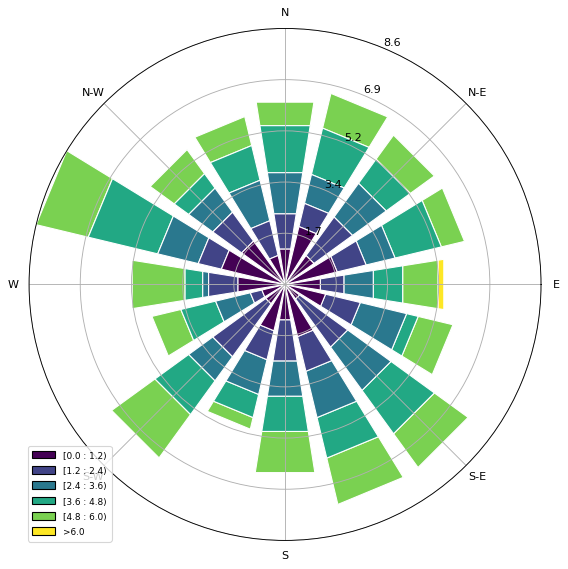 N
8.6
6.9
N-W
N-E
5.2
3.4
1.7
W
E
S-W
S-E
[0.0 : 1.2)
[1.2 : 2.4)
[2.4 : 3.6)
[3.6 : 4.8)
[4.8 : 6.0)
>6.0
S